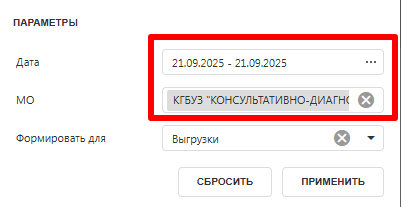 ПАРАМЕТРЫ
Дата 21.09.2025 - 21.09.2025 ···
МО КГБУЗ "КОНСУЛЬТАТИВНО-ДИАГНО
Формировать для Выгрузки
СБРОСИТЬ ПРИМЕНИТЬ